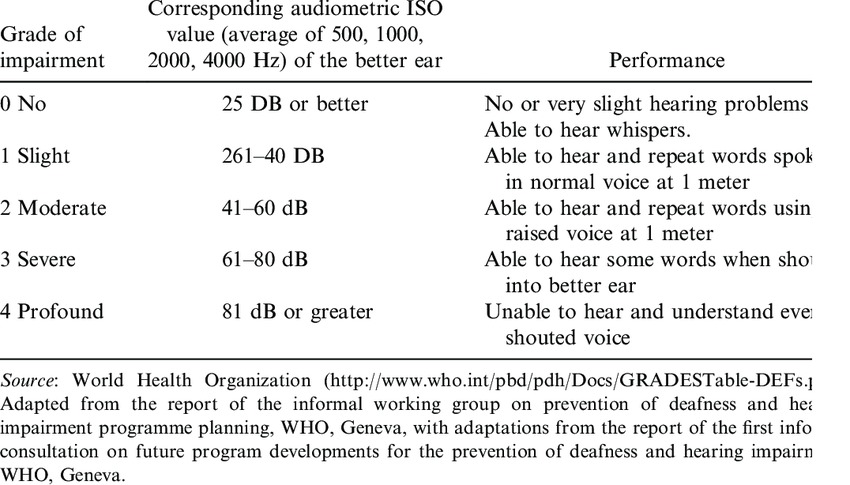 Corresponding audiometric ISO
Grade of value (average of 500, 1000,
impairment 2000, 4000 Hz) of the better ear Performance
0 No 25 DB or better No or very slight hearing problems
Able to hear whispers.
1 Slight 261–40 DB Able to hear and repeat words spok
in normal voice at 1 meter
2 Moderate 41–60 dB Able to hear and repeat words usin
raised voice at 1 meter
3 Severe 61–80 dB Able to hear some words when shou
into better ear
4 Profound 81 dB or greater Unable to hear and understand eve
shouted voice
Source: World Health Organization (http://www.who.int/pbd/pdh/Docs/GRADESTable-DEFs.p
Adapted from the report of the informal working group on prevention of deafness and hea
impairment programme planning, WHO, Geneva, with adaptations from the report of the first info
consultation on future program developments for the prevention of deafness and hearing impairm
WHO, Geneva.